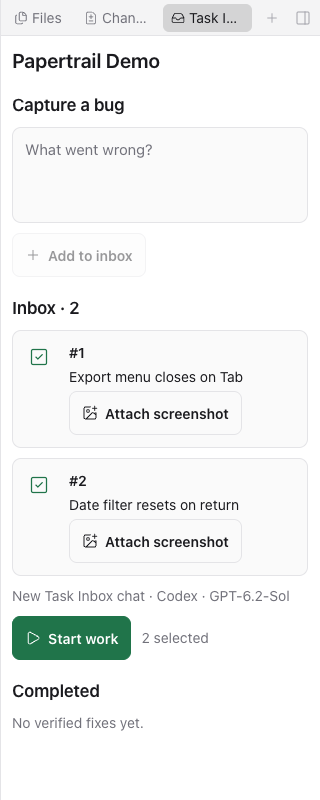 Files
Chan...
Task I...
Papertrail Demo
Capture a bug
What went wrong?
Add to inbox
Inbox · 2
#1
Export menu closes on Tab
Attach screenshot
#2
Date filter resets on return
Attach screenshot
New Task Inbox chat · Codex · GPT-6.2-Sol
Start work
2 selected
Completed
No verified fixes yet.